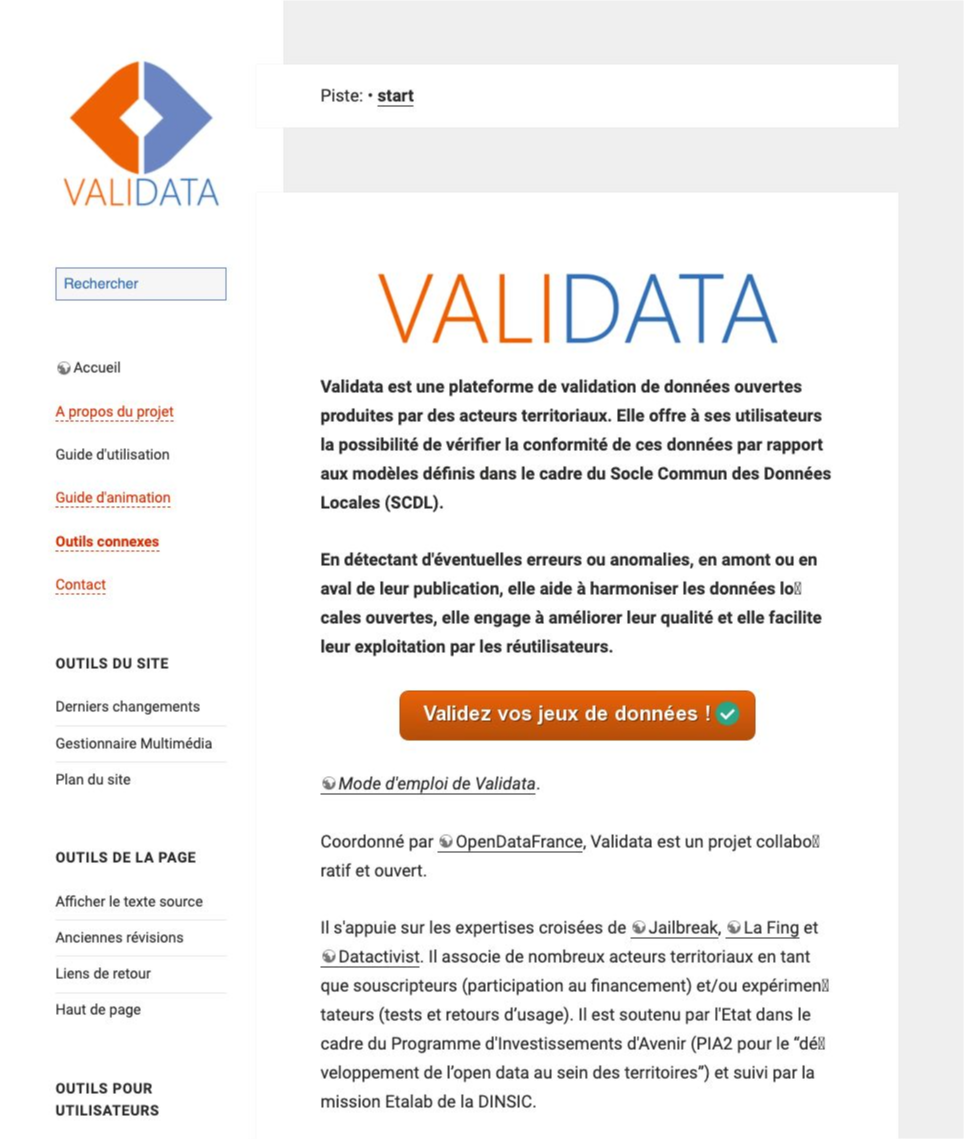 VALIDATA
Rechercher
Accueil
A propos du projet
Guide d'utilisation
Guide d'animation
Outils connexes
Contact
OUTILS DU SITE
Derniers changements
Gestionnaire Multimédia
Plan du site
OUTILS DE LA PAGE
Afficher le texte source
Anciennes révisions
Liens de retour
Haut de page
OUTILS POUR
UTILISATEURS
Piste: • start
VALIDATA
Validata est une plateforme de validation de données ouvertes
produites par des acteurs territoriaux. Elle offre à ses utilisateurs
la possibilité de vérifier la conformité de ces données par rapport
aux modèles définis dans le cadre du Socle Commun des Données
Locales (SCDL).
En détectant d'éventuelles erreurs ou anomalies, en amont ou en
aval de leur publication, elle aide à harmoniser les données lo
cales ouvertes, elle engage à améliorer leur qualité et elle facilite
leur exploitation par les réutilisateurs.
Validez vos jeux de données !
Mode d'emploi de Validata.
Coordonné par OpenDataFrance, Validata est un projet collabo
ratif et ouvert.
Il s'appuie sur les expertises croisées de Jailbreak, La Fing et
Datactivist. Il associe de nombreux acteurs territoriaux en tant
que souscripteurs (participation au financement) et/ou expérimen
tateurs (tests et retours d’usage). Il est soutenu par l'Etat dans le
cadre du Programme d'Investissements d'Avenir (PIA2 pour le “dé
veloppement de l’open data au sein des territoires”) et suivi par la
mission Etalab de la DINSIC.